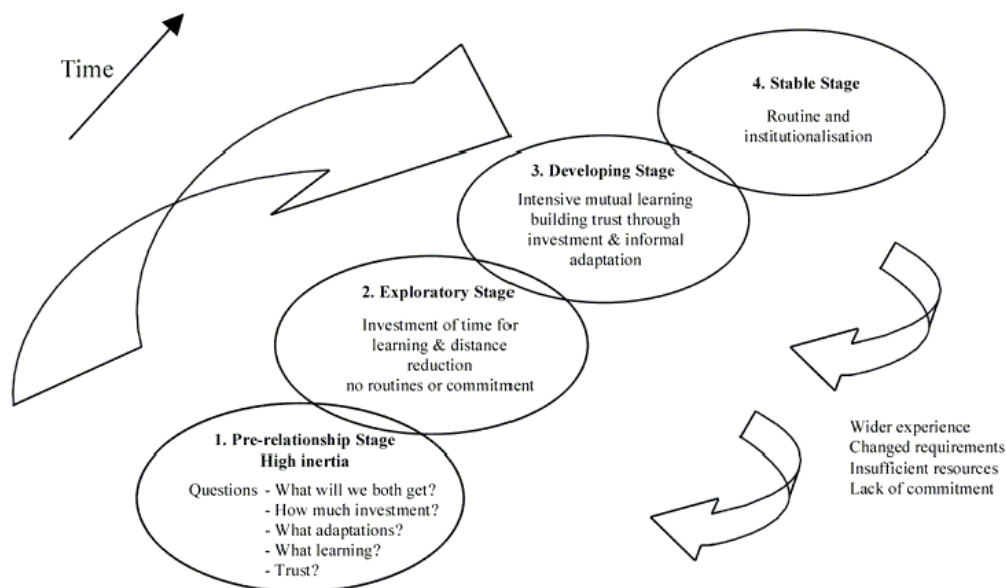 Time
4. Stable Stage
Routine and
institutionalisation
3. Developing Stage
Intensive mutual learning
building trust through
investment & informal
adaptation
2. Exploratory Stage
Investment of time for
learning & distance
reduction
no routines or commitment
1. Pre-relationship Stage
High inertia
Questions - What will we both get?
- How much investment?
- What adaptations?
- What learning?
- Trust?
Wider experience
Changed requirements
Insufficient resources
Lack of commitment